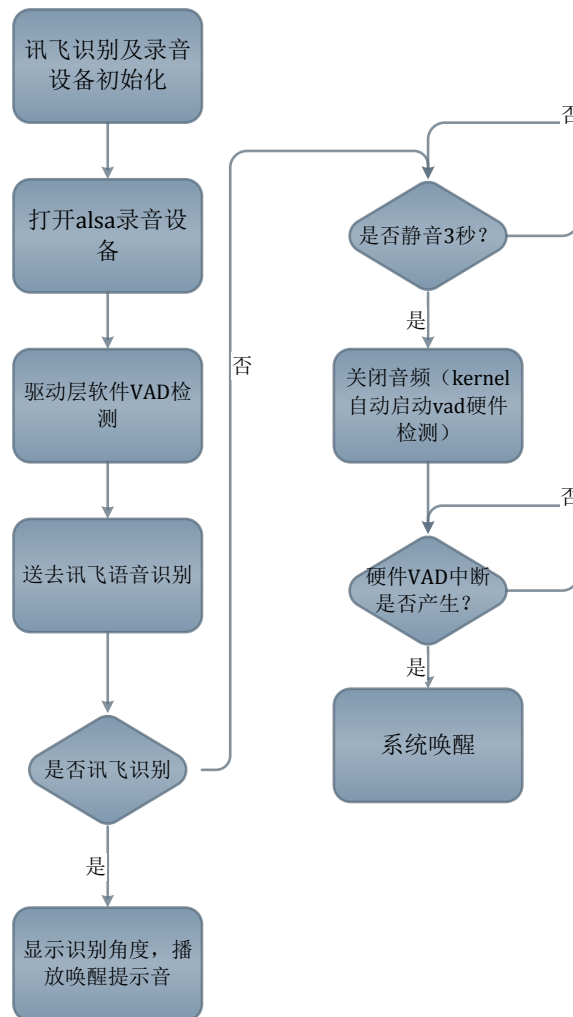 讯飞识别及录音
设备初始化
打开alsa录音设
备
驱动层软件VAD检
测
送去讯飞语音识别
是否讯飞识别
是
显示识别角度，播
放唤醒提示音
否
否
是否静音3秒？
是
关闭音频（kernel
自动启动vad硬件
检测）
否
硬件VAD中断
是否产生？
是
系统唤醒